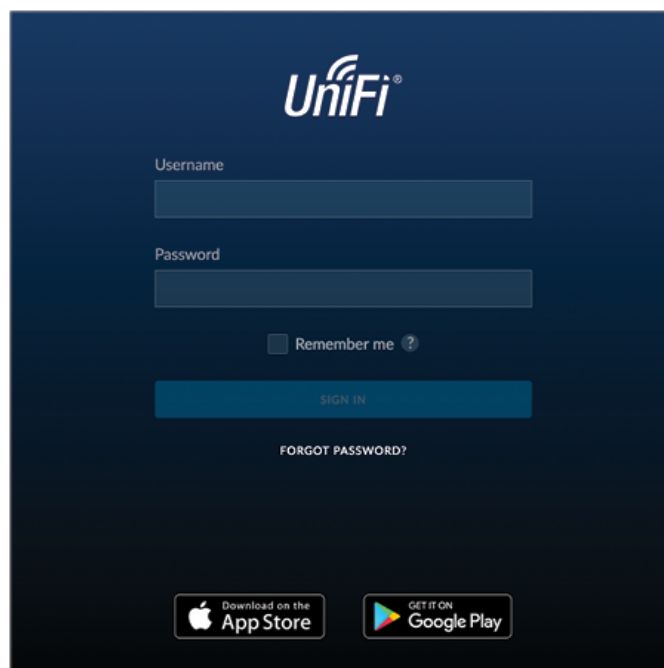 UniFi®
Username
Password
Remember me ?
SIGN IN
FORGOT PASSWORD?
Download on the
App Store
GET IT ON
Google Play